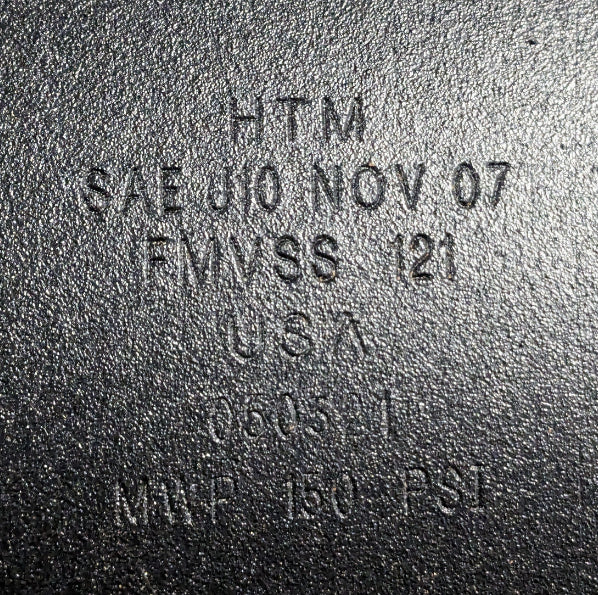 HTM
SAE J10 NOV 07
FMVSS 121
USA
060521
MWP 150 PSI